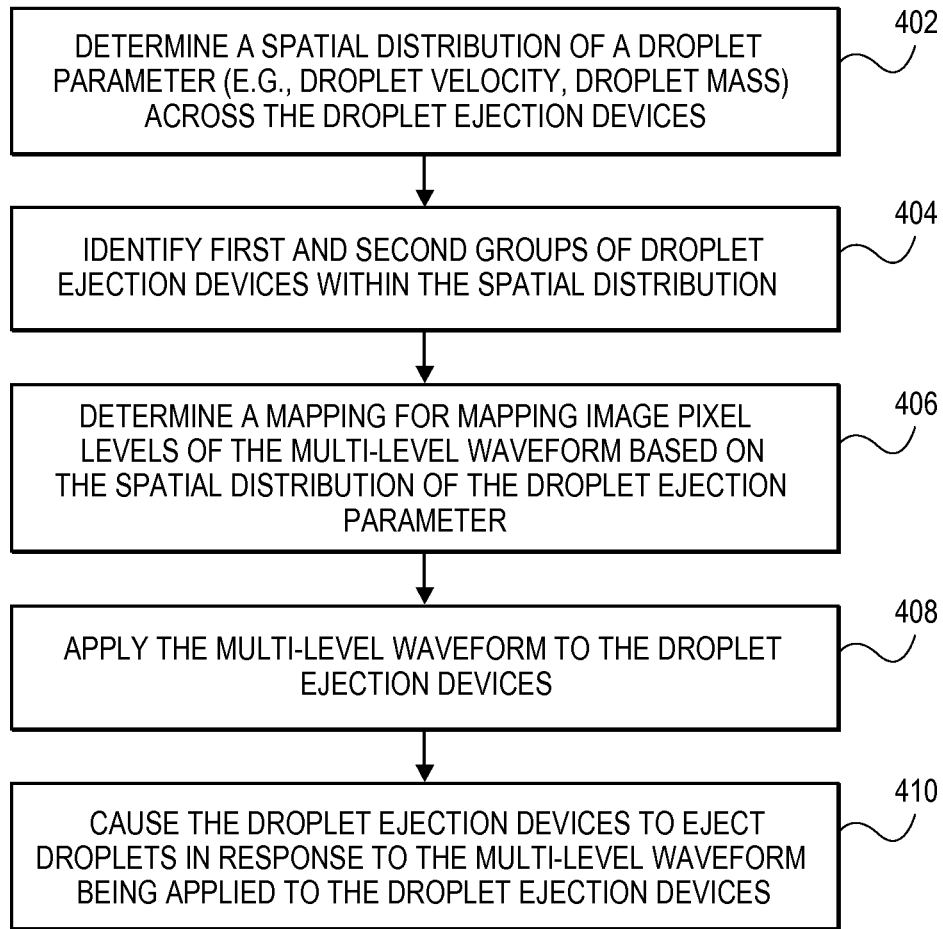 402
DETERMINE A SPATIAL DISTRIBUTION OF A DROPLET
PARAMETER (E.G., DROPLET VELOCITY, DROPLET MASS)
ACROSS THE DROPLET EJECTION DEVICES
404
IDENTIFY FIRST AND SECOND GROUPS OF DROPLET
EJECTION DEVICES WITHIN THE SPATIAL DISTRIBUTION
406
DETERMINE A MAPPING FOR MAPPING IMAGE PIXEL
LEVELS OF THE MULTI-LEVEL WAVEFORM BASED ON
THE SPATIAL DISTRIBUTION OF THE DROPLET EJECTION
PARAMETER
408
APPLY THE MULTI-LEVEL WAVEFORM TO THE DROPLET
EJECTION DEVICES
410
CAUSE THE DROPLET EJECTION DEVICES TO EJECT
DROPLETS IN RESPONSE TO THE MULTI-LEVEL WAVEFORM
BEING APPLIED TO THE DROPLET EJECTION DEVICES